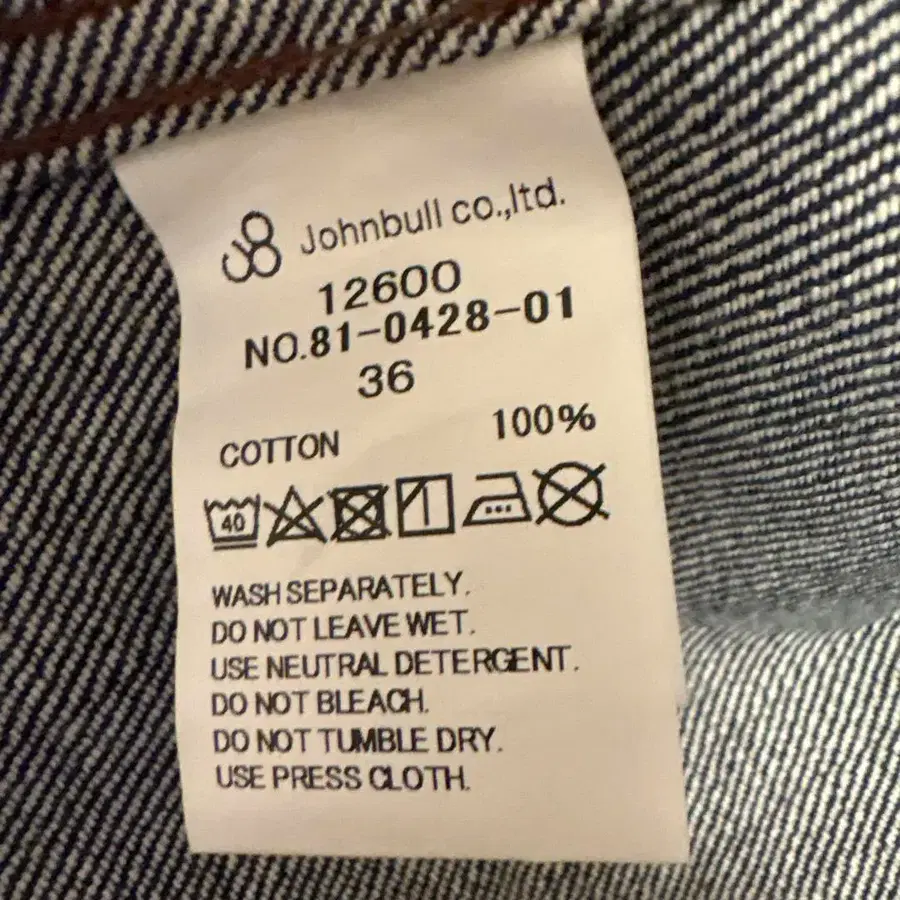 Johnbull co.,ltd.
12600
NO.81-0428-01
36
COTTON 100%
40
WASH SEPARATELY.
DO NOT LEAVE WET.
USE NEUTRAL DETERGENT.
DO NOT BLEACH.
DO NOT TUMBLE DRY.
USE PRESS CLOTH.